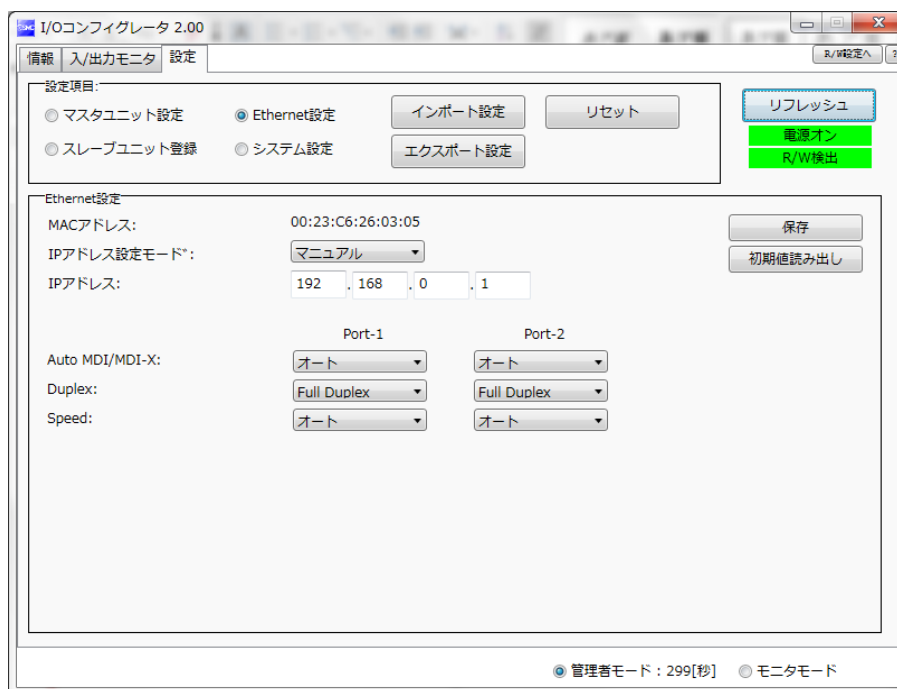 I/Oコンフィグレータ 2.00
情報 入/出力モニタ 設定 R/W設定へ ?
設定項目:
マスタユニット設定 Ethernet設定 インポート設定 リセット リフレッシュ
電源オン
スレーブユニット登録 システム設定 エクスポート設定 R/W検出
Ethernet設定
MACアドレス: 00:23:C6:26:03:05 保存
IPアドレス設定モード*: マニュアル 初期値読み出し
IPアドレス: 192 . 168 . 0 . 1
Port-1 Port-2
Auto MDI/MDI-X: オート オート
Duplex: Full Duplex Full Duplex
Speed: オート オート
管理者モード : 299[秒] モニタモード